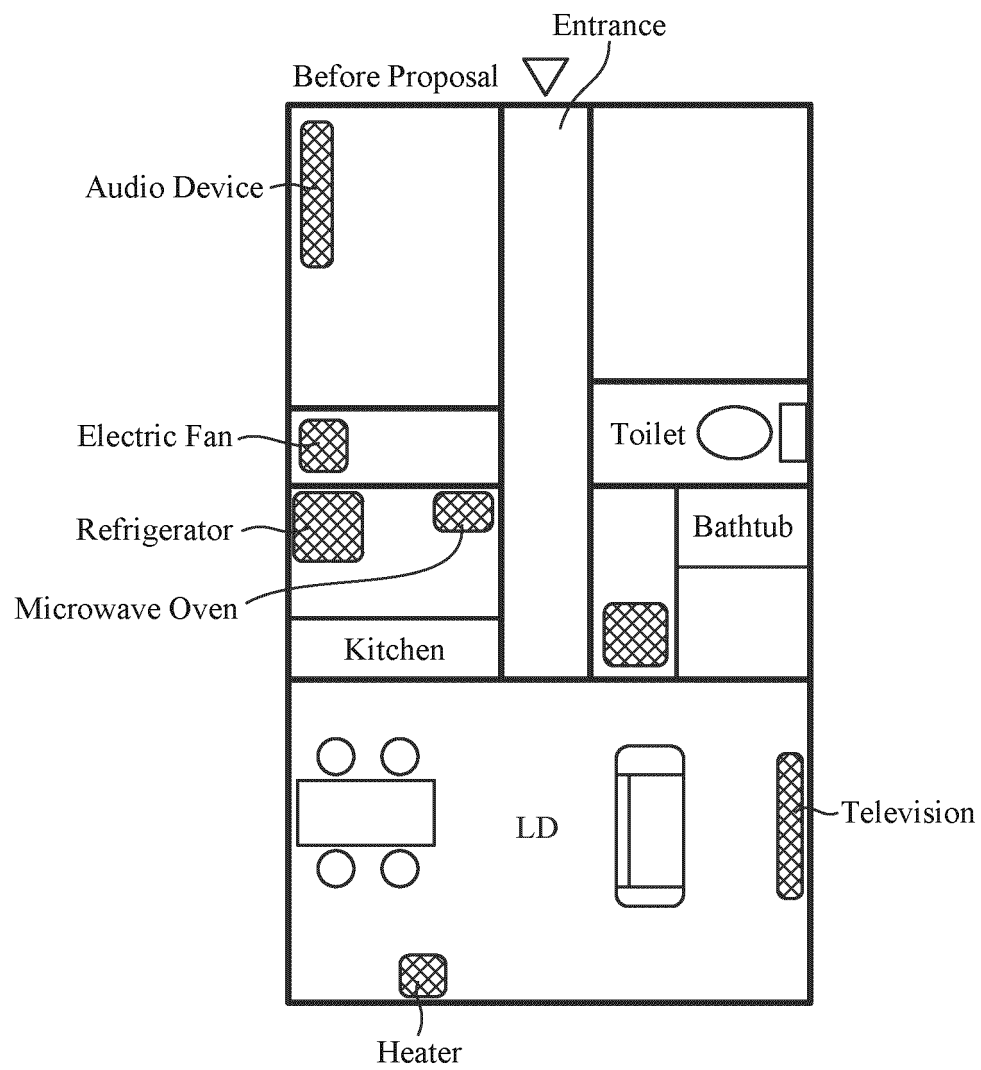 Entrance
Before Proposal
Audio Device
Electric Fan
Toilet
Refrigerator
Bathtub
Microwave Oven
Kitchen
Television
LD
Heater